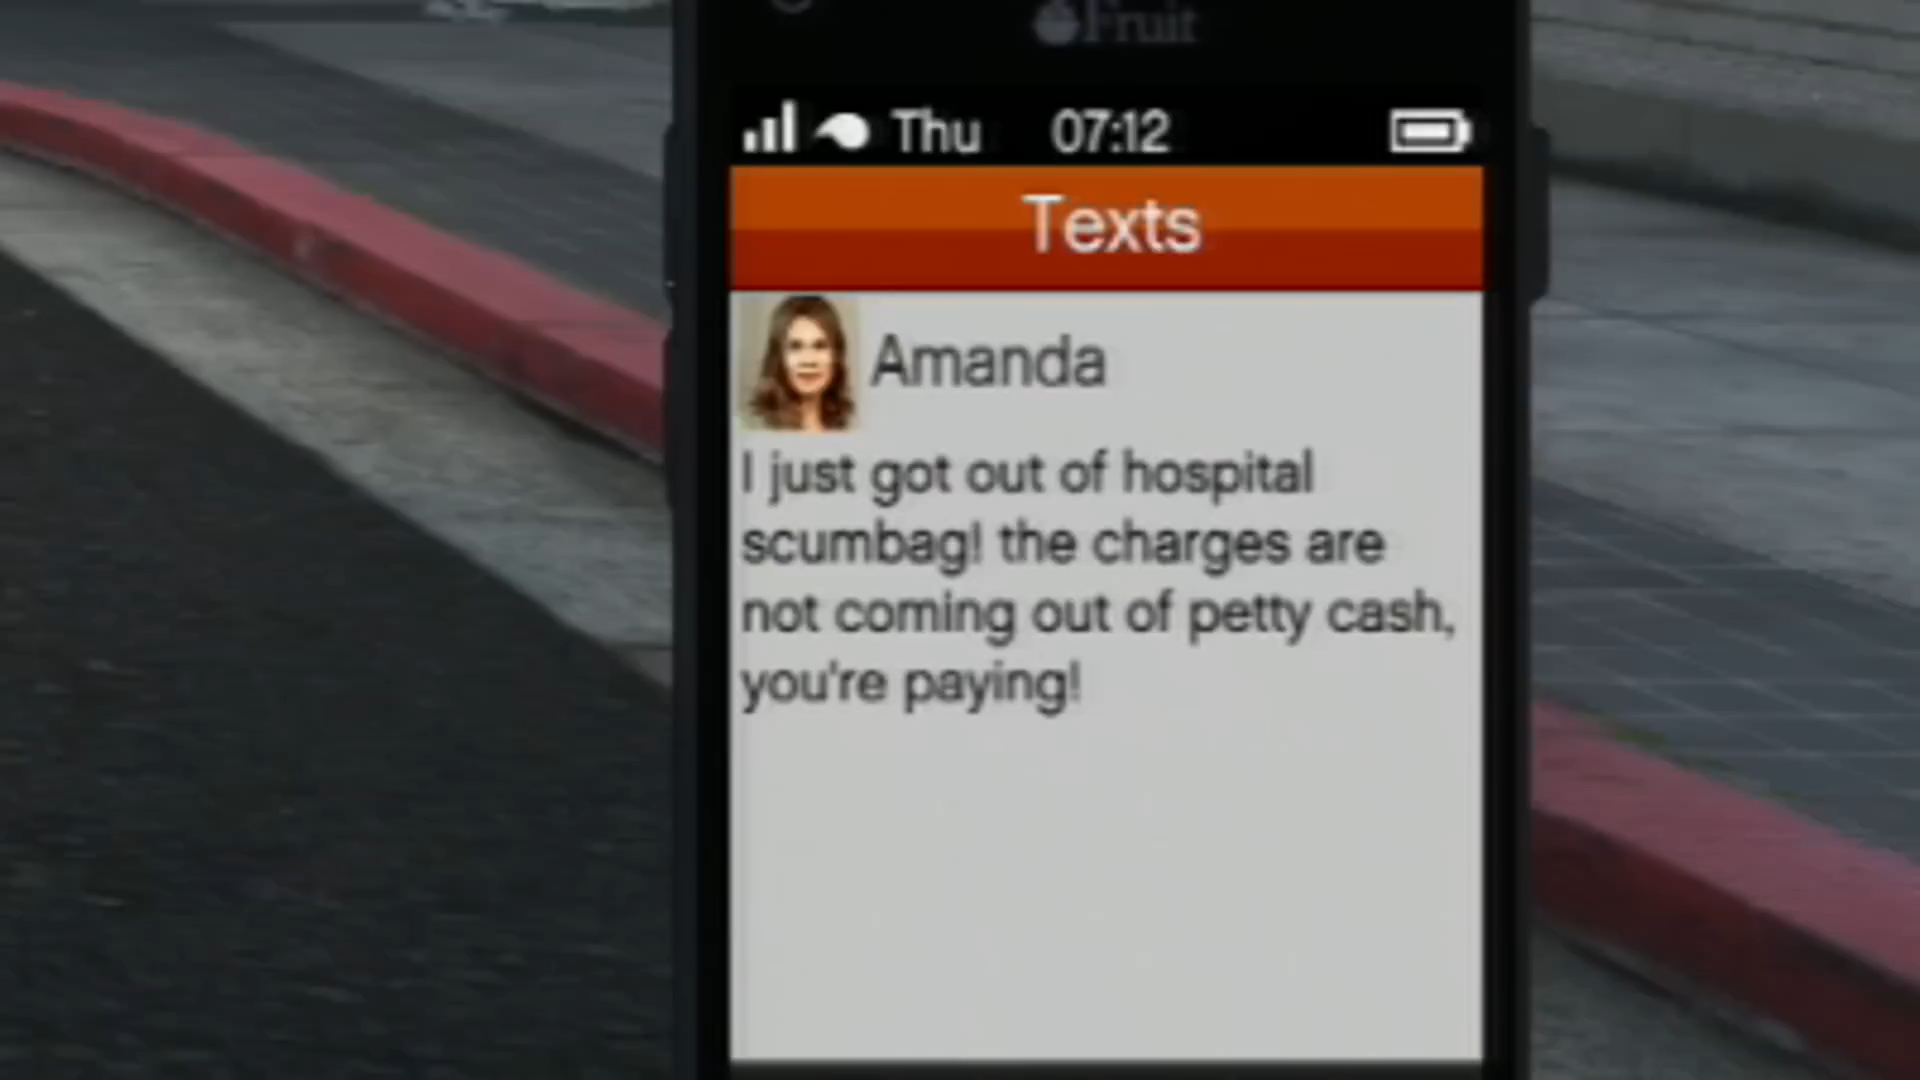 Fruit
Thu 07:12
Texts
Amanda
I just got out of hospital
scumbag! the charges are
not coming out of petty cash,
you're paying!